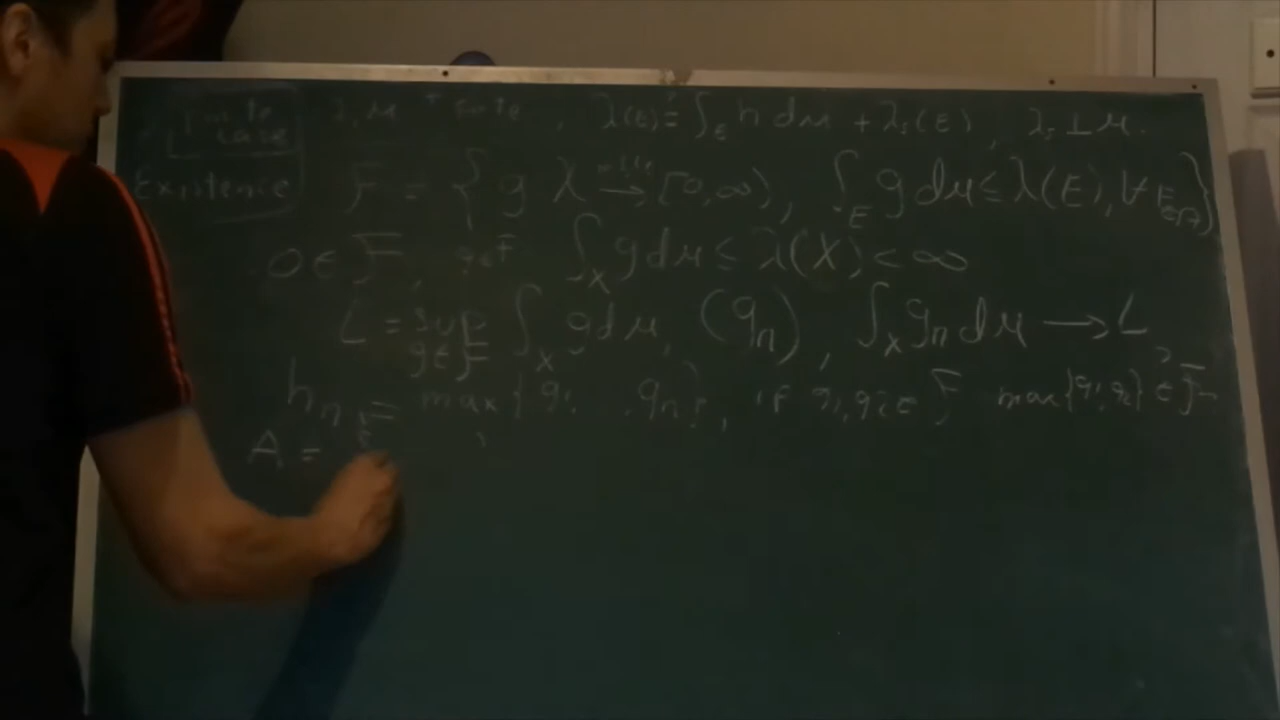 Finite case λ, μ finite, λ(E) = ∫_E h dμ + λ_s(E), λ_s ⊥ μ.
Existence F = { g X → [0,∞), ∫_E g dμ ≤ λ(E), ∀ E ∈ A }
0 ∈ F, g ∈ F ∫_X g dμ ≤ λ(X) < ∞
L = sup_{g∈F} ∫_X g dμ, (g_n), ∫_X g_n dμ → L,
h_n = max{g_1, g_n}, if g_1, g_2 ∈ F max{g_1, g_2} ∈ F
A = {